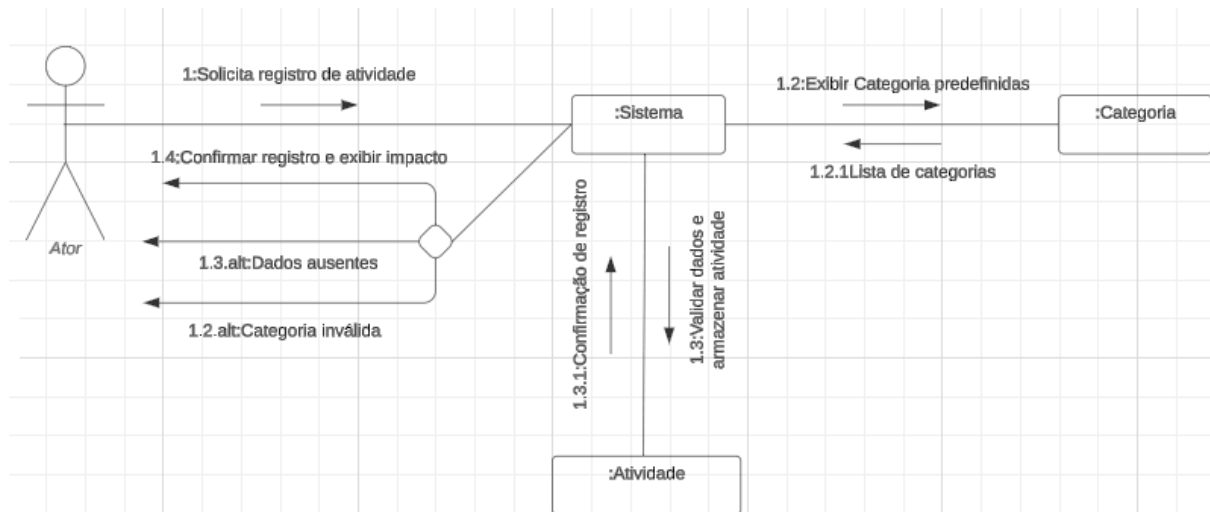 1:Solicita registro de atividade
:Sistema
1.2:Exibir Categoria predefinidas
:Categoria
1.2.1Lista de categorias
1.4:Confirmar registro e exibir impacto
Ator
1.3.alt:Dados ausentes
1.2.alt:Categoria inválida
1.3.1:Confirmação de registro
1.3:Validar dados e
armazenar atividade
:Atividade